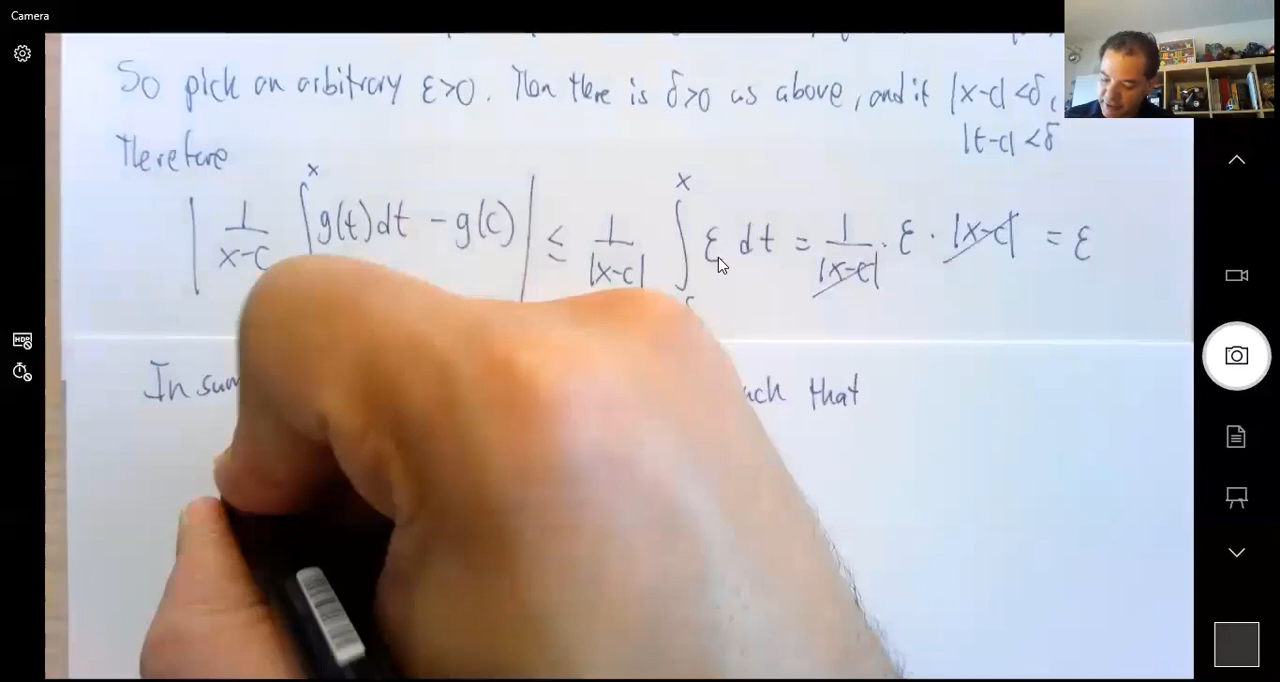 Camera
So pick an arbitrary ε>0. Then there is δ>0 as above, and if |x-c|<δ,
|t-c|<δ
Therefore
| 1/(x-c) ∫^x g(t)dt - g(c) | ≤ 1/|x-c| ∫^x ε dt = 1/|x-c| · ε · |x-c| = ε
In sum
such that
HDR